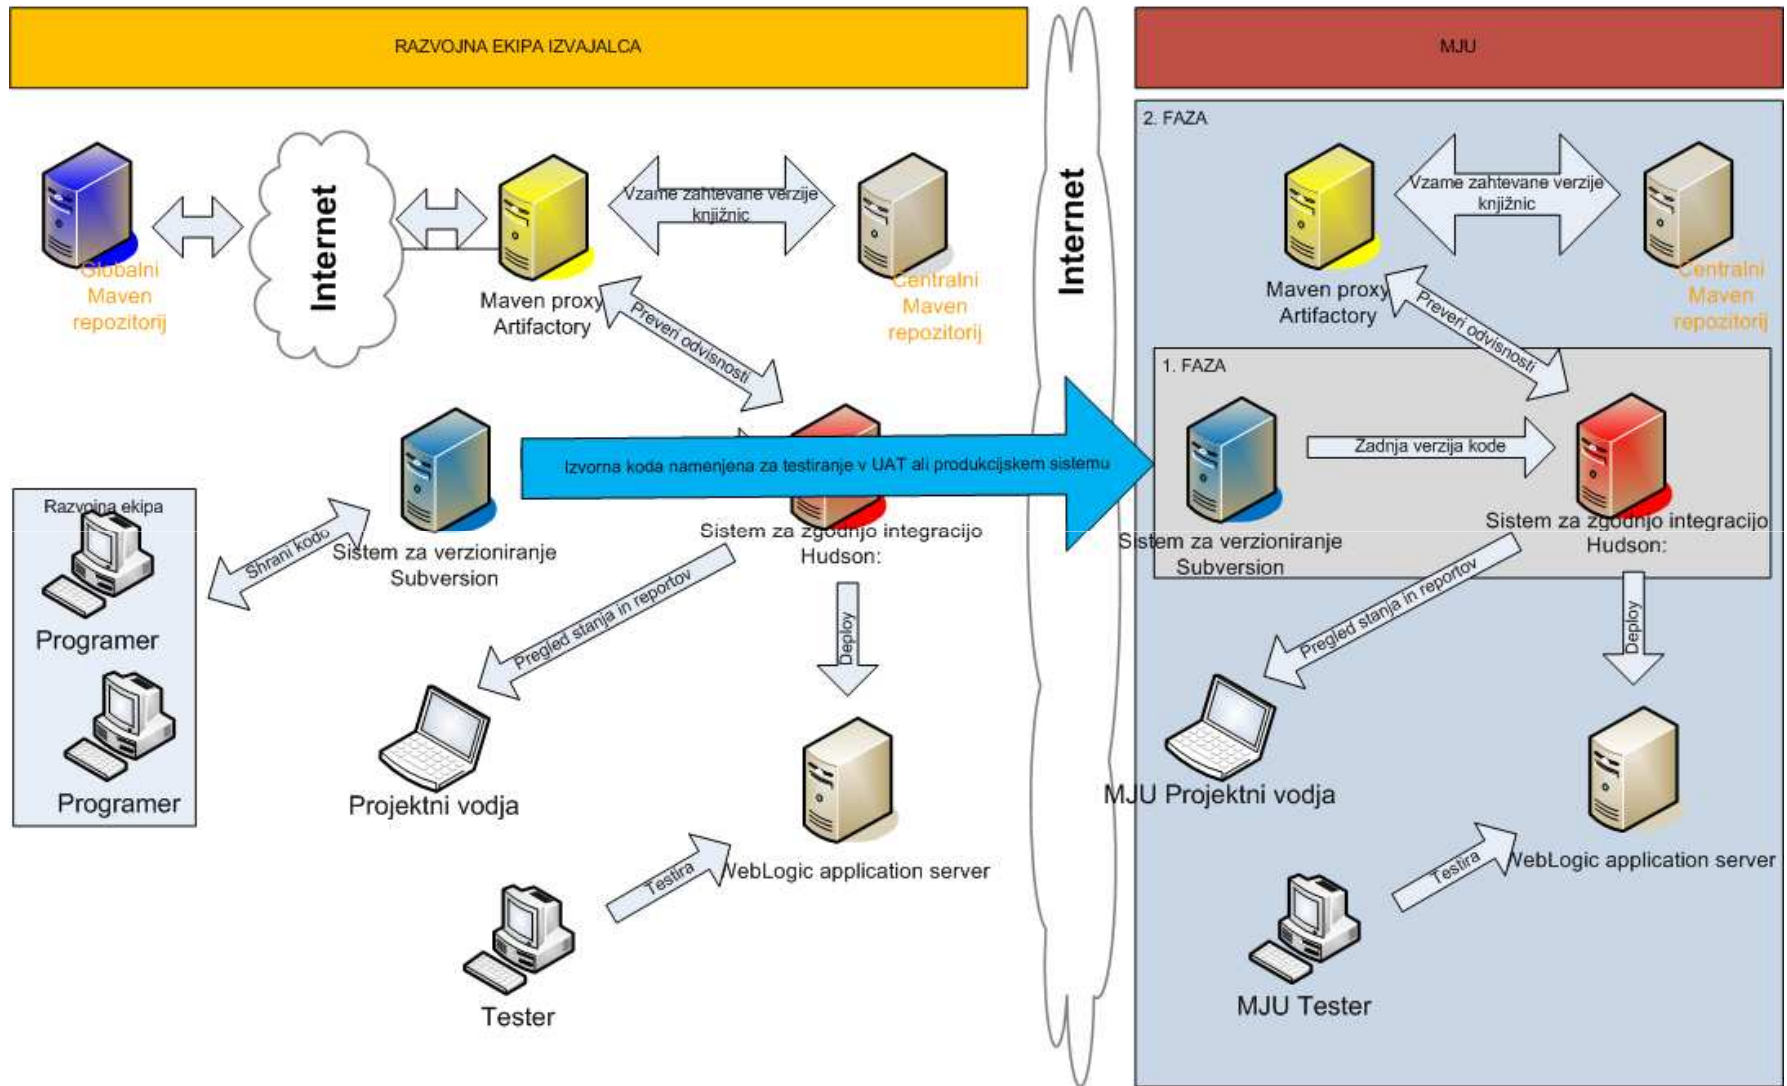 RAZVOJNA EKIPA IZVAJALCA
MJU
2. FAZA
Globalni
Maven
repozitorij
Internet
Maven proxy
Artifactory
Vzame zahtevane verzije
knjižnic
Centralni
Maven
repozitorij
Preveri odvisnosti
Internet
Maven proxy
Artifactory
Vzame zahtevane verzije
knjižnic
Centralni
Maven
repozitorij
Preveri odvisnosti
1. FAZA
Razvojna ekipa
Programer
Programer
Shrani kodo
Sistem za verzioniranje
Subversion
Izvorna koda namenjena za testiranje v UAT ali produkcijskem sistemu
Sistem za zgodnjo integracijo
Hudson:
Pregled stanja in reportov
Deploy
Projektni vodja
WebLogic application server
Testira
Tester
Sistem za verzioniranje
Subversion
Zadnja verzija kode
Sistem za zgodnjo integracijo
Hudson:
Pregled stanja in reportov
Deploy
MJU Projektni vodja
WebLogic application server
Testira
MJU Tester